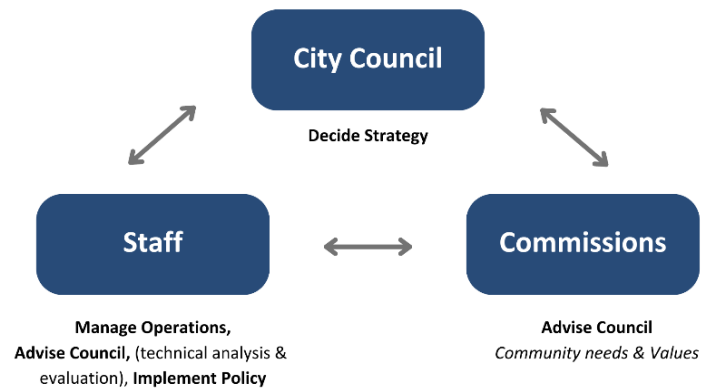 City Council
Decide Strategy
Staff
Commissions
Manage Operations,
Advise Council, (technical analysis &
evaluation), Implement Policy
Advise Council
Community needs & Values